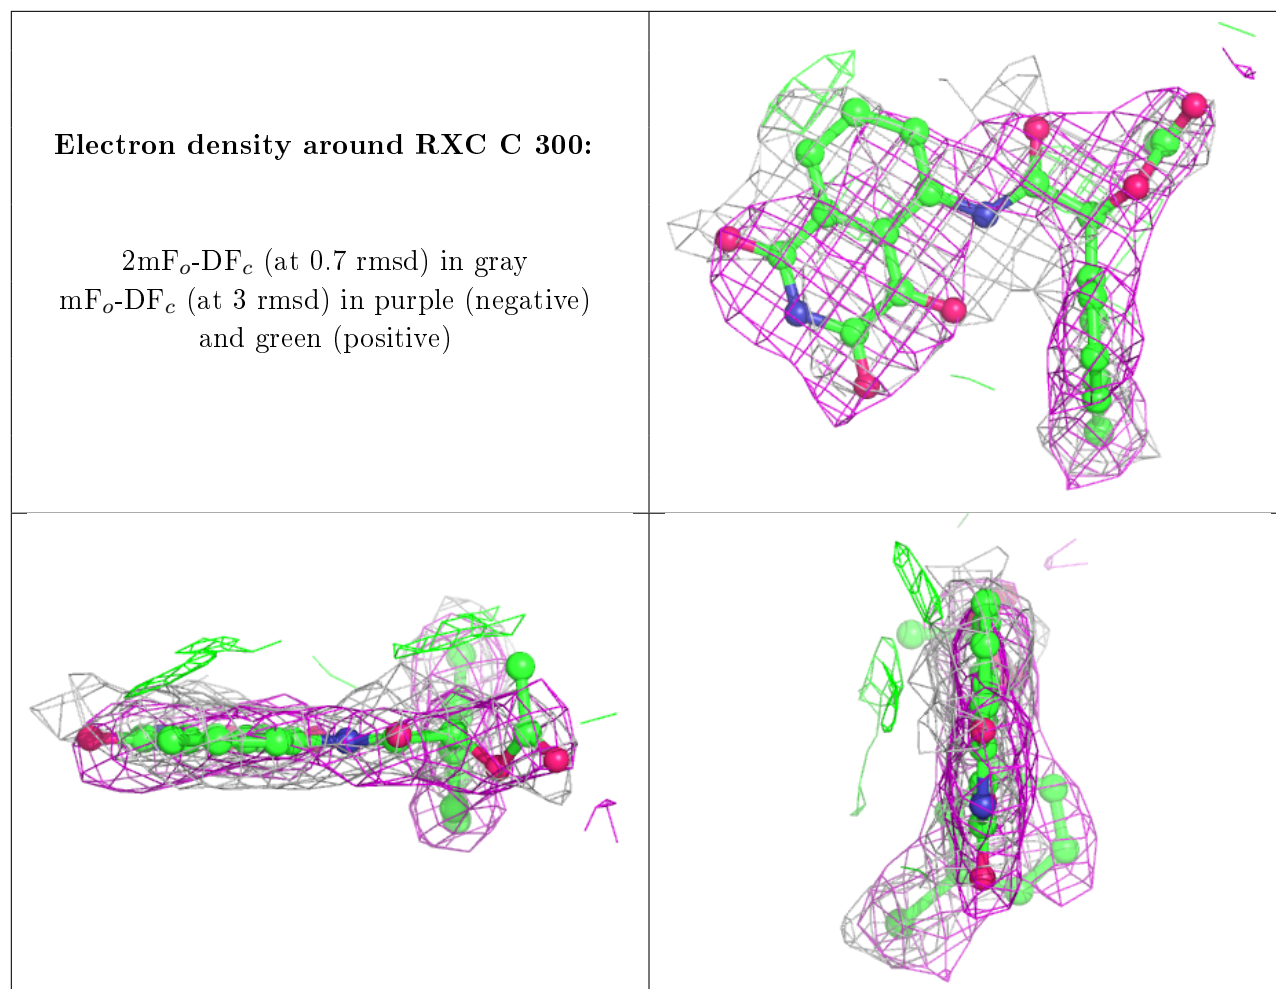 Electron density around RXC C 300:
2mFₒ-DF𝒸 (at 0.7 rmsd) in gray
mFₒ-DF𝒸 (at 3 rmsd) in purple (negative)
and green (positive)